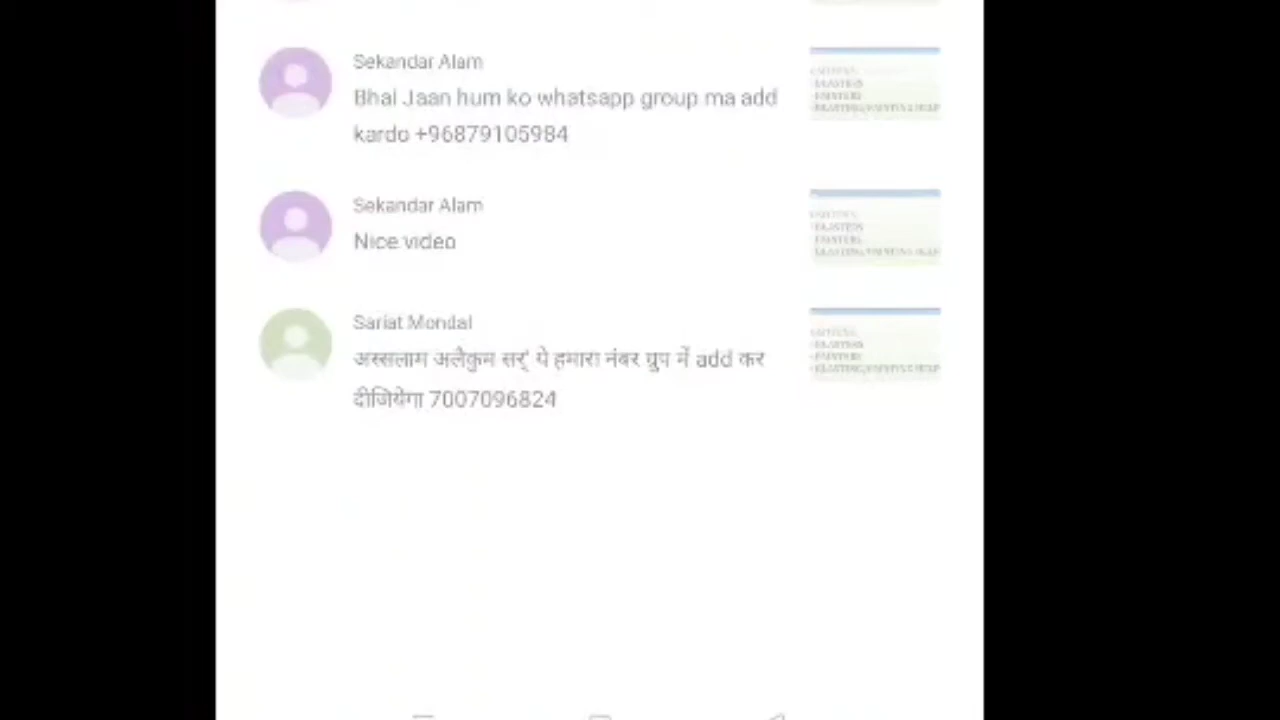 Sekandar Alam
Bhai Jaan hum ko whatsapp group ma add
kardo +96879105984
Sekandar Alam
Nice video
Sariat Mondal
अस्सलाम अलैकुम सर्' ये हमारा नंबर ग्रुप में add कर
दीजियेगा 7007096824